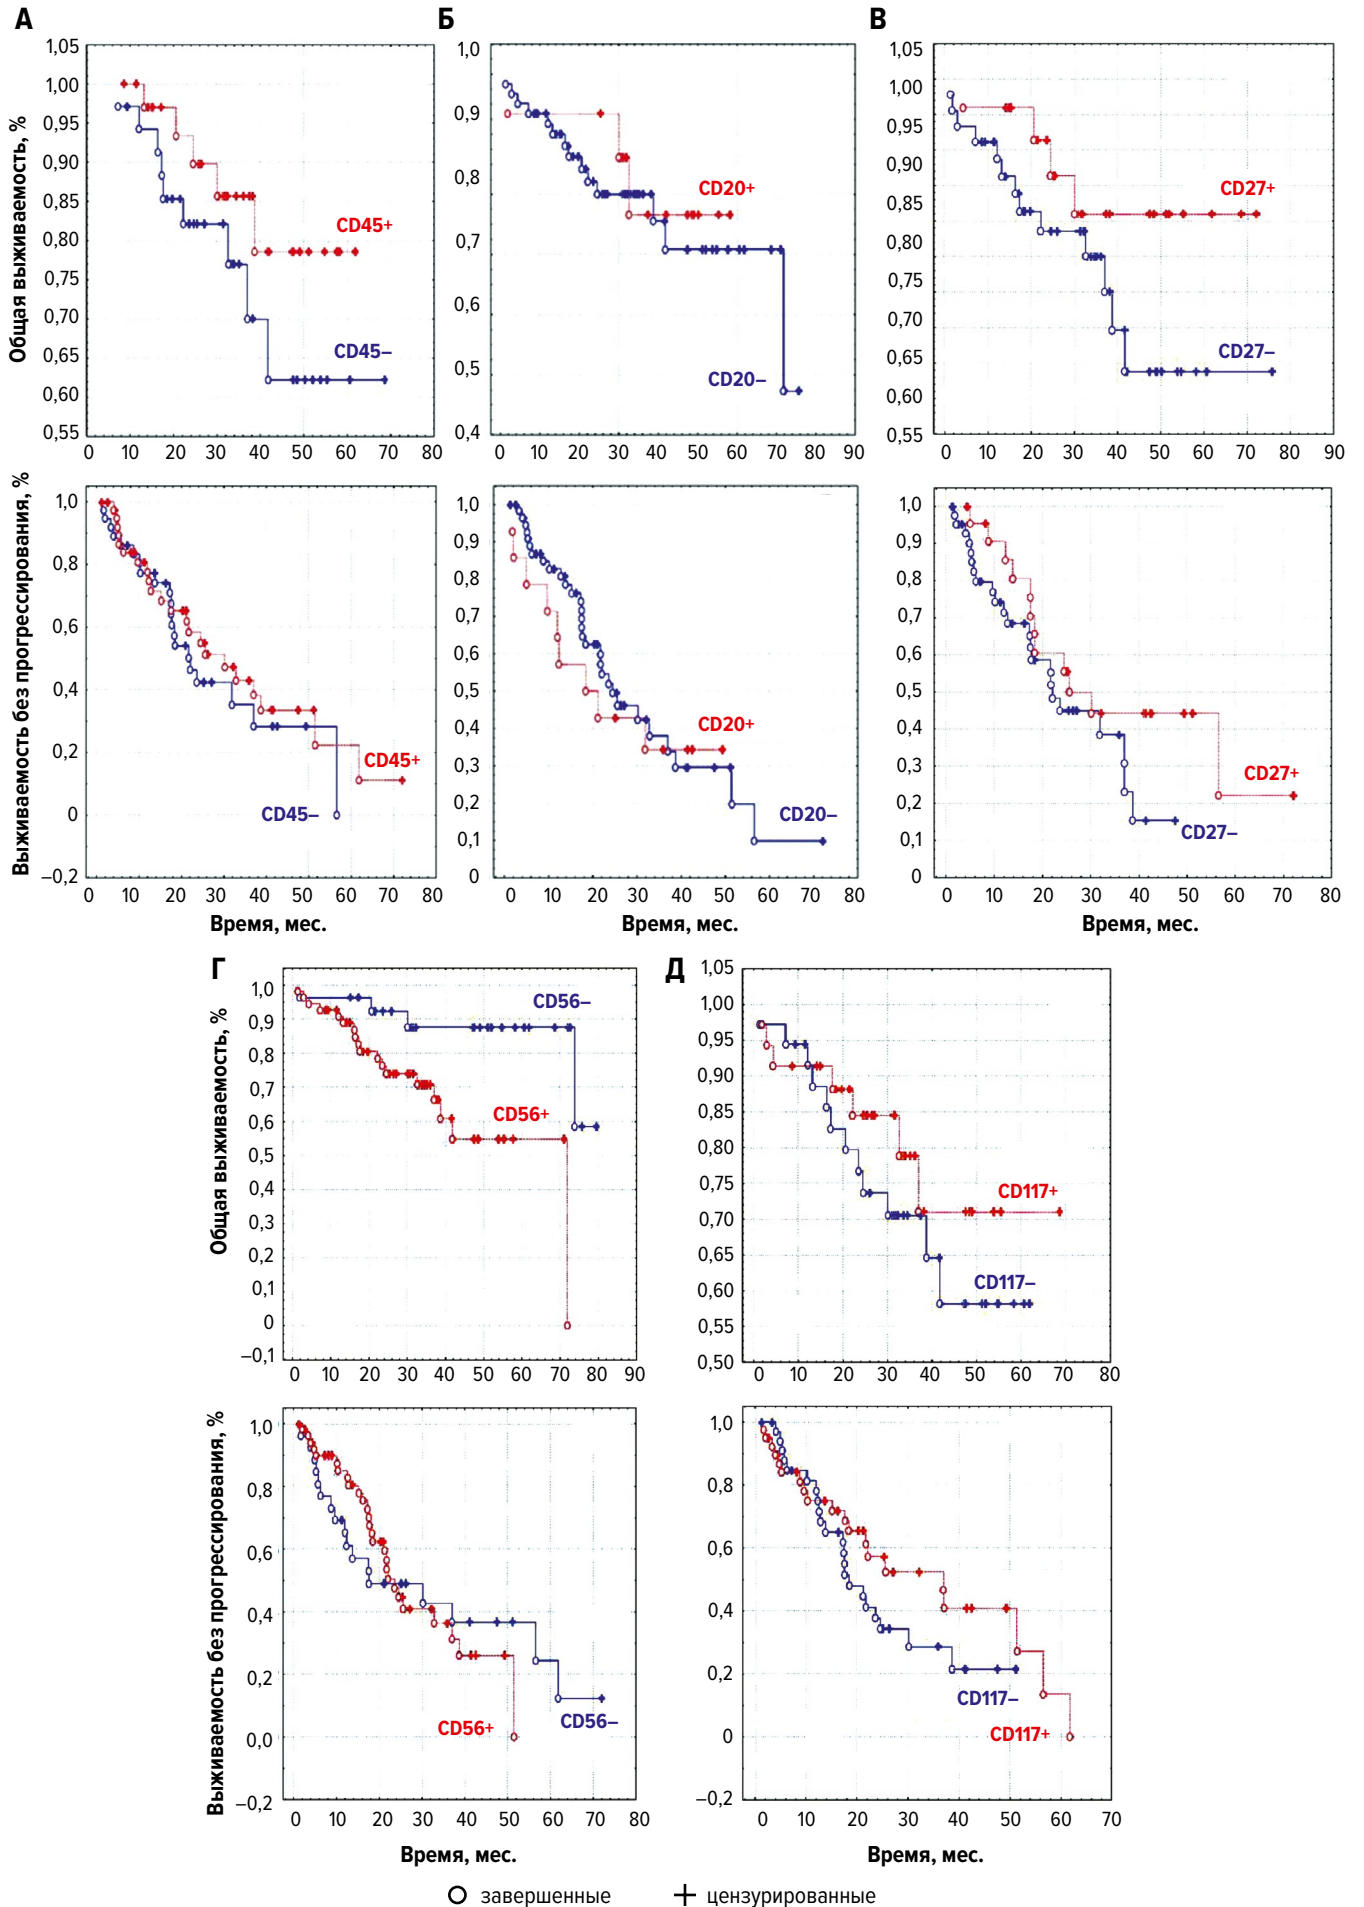 А
Общая выживаемость, %
1,05
1,00
0,95
0,90
0,85
0,80
0,75
0,70
0,65
0,60
0,55
CD45+
CD45–
0 10 20 30 40 50 60 70 80
Б
1,0
0,9
0,8
0,7
0,6
0,5
0,4
CD20+
CD20–
0 10 20 30 40 50 60 70 80 90
В
1,05
1,00
0,95
0,90
0,85
0,80
0,75
0,70
0,65
0,60
0,55
CD27+
CD27–
0 10 20 30 40 50 60 70 80 90
Выживаемость без прогрессирования, %
1,0
0,8
0,6
0,4
0,2
0
–0,2
CD45+
CD45–
0 10 20 30 40 50 60 70 80
Время, мес.
1,0
0,9
0,8
0,7
0,6
0,5
0,4
0,3
0,2
0,1
0
CD20+
CD20–
0 10 20 30 40 50 60 70 80
Время, мес.
1,0
0,9
0,8
0,7
0,6
0,5
0,4
0,3
0,2
0,1
0
CD27+
CD27–
0 10 20 30 40 50 60 70 80
Время, мес.
Г
Общая выживаемость, %
1,0
0,9
0,8
0,7
0,6
0,5
0,4
0,3
0,2
0,1
0
–0,1
CD56–
CD56+
0 10 20 30 40 50 60 70 80 90
Д
1,05
1,00
0,95
0,90
0,85
0,80
0,75
0,70
0,65
0,60
0,55
0,50
CD117+
CD117–
0 10 20 30 40 50 60 70 80
Выживаемость без прогрессирования, %
1,0
0,8
0,6
0,4
0,2
0,0
–0,2
CD56+
CD56–
0 10 20 30 40 50 60 70 80
Время, мес.
1,0
0,8
0,6
0,4
0,2
0
–0,2
CD117–
CD117+
0 10 20 30 40 50 60 70
Время, мес.
завершенные
цензурированные